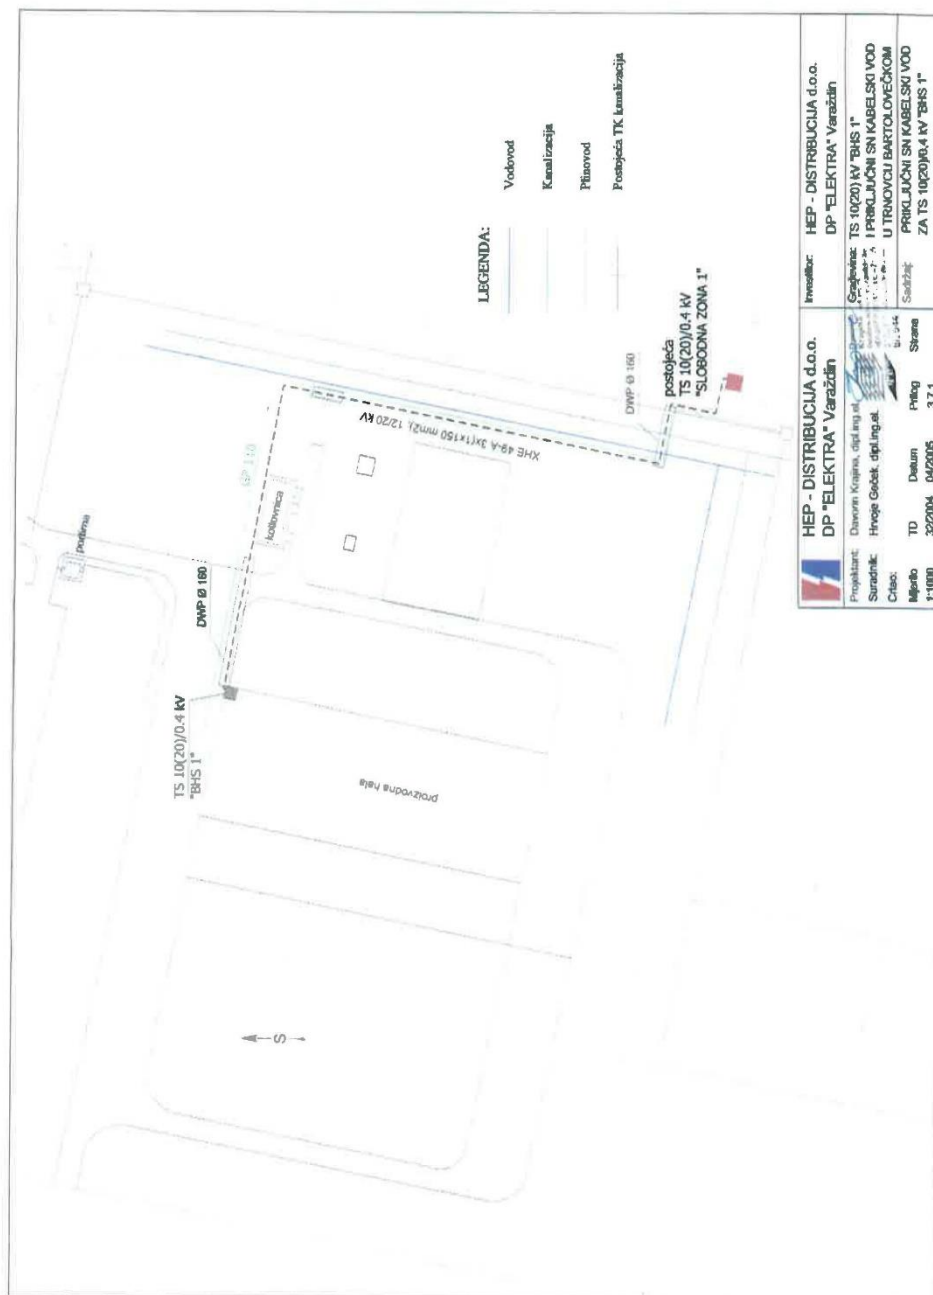 LEGENDA:
Vodovod
Kanalizacija
Plinovod
Postojeća TK kanalizacija
portirna
GP 110
kotlovnica
DWP Ø 160
TS 10(20)/0.4 kV
"BHS 1"
XHE 49-A 3x(1x150 mm2), 12/20 kV
proizvodna hala
S
DWP Ø 160
postojeća
TS 10(20)/0.4 kV
"SLOBODNA ZONA 1"
HEP - DISTRIBUCIJA d.o.o.
DP "ELEKTRA" Varaždin
Investitor:
HEP - DISTRIBUCIJA d.o.o.
DP "ELEKTRA" Varaždin
Projektant: Davorin Krajina, dipl.ing.el.
Suradnik: Hrvoje Goček, dipl.ing.el.
Crtao:
Građevina: TS 10(20) kV "BHS 1"
I PRIKLJUČNI SN KABELSKI VOD
U TRNOVCU BARTOLOVEČKOM
Mjerilo TD Datum Prilog Strana
1:1000 32/2004 04/2005 3.7.1
Sadržaj:
PRIKLJUČNI SN KABELSKI VOD
ZA TS 10(20)/0,4 kV "BHS 1"